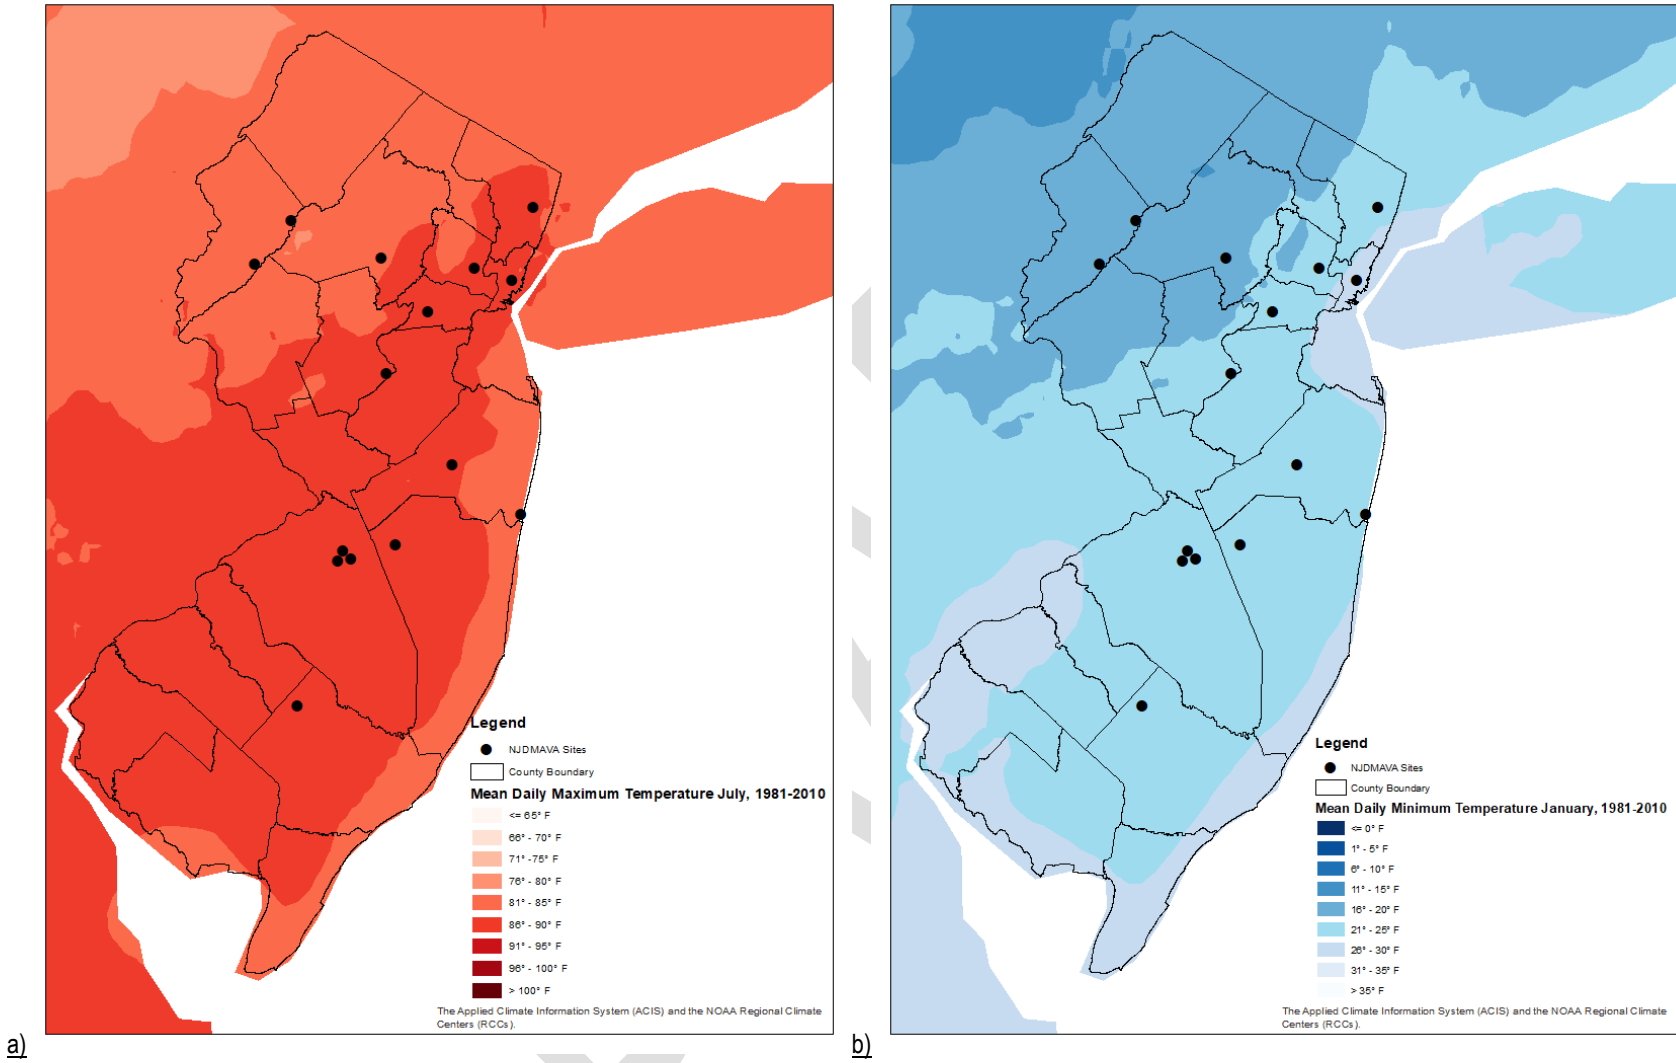 Legend
NJDMAVA Sites
County Boundary
Mean Daily Maximum Temperature July, 1981-2010
<= 65° F
66° - 70° F
71° -75° F
76° - 80° F
81° - 85° F
86° - 90° F
91° - 95° F
96° - 100° F
> 100° F
The Applied Climate Information System (ACIS) and the NOAA Regional Climate
Centers (RCCs).
a)
Legend
NJDMAVA Sites
County Boundary
Mean Daily Minimum Temperature January, 1981-2010
<= 0° F
1° - 5° F
6° - 10° F
11° - 15° F
16° - 20° F
21° - 25° F
26° - 30° F
31° - 35° F
> 35° F
The Applied Climate Information System (ACIS) and the NOAA Regional Climate
Centers (RCCs).
b)